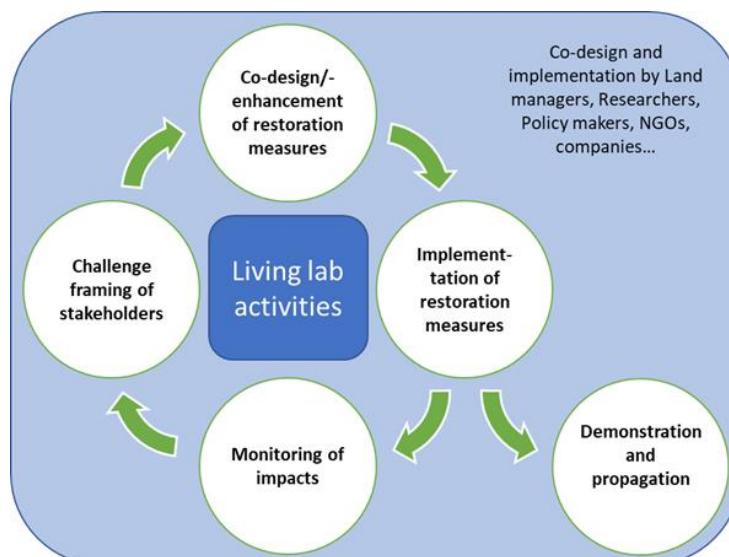 Co-design/-
enhancement
of restoration
measures
Co-design and
implementation by Land
managers, Researchers,
Policy makers, NGOs,
companies...
Challenge
framing of
stakeholders
Living lab
activities
Implement-
tation of
restoration
measures
Monitoring of
impacts
Demonstration
and
propagation